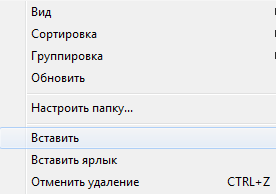 Вид
Сортировка
Группировка
Обновить
Настроить папку...
Вставить
Вставить ярлык
Отменить удаление CTRL+Z